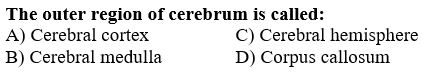 The outer region of cerebrum is called:
A) Cerebral cortex C) Cerebral hemisphere
B) Cerebral medulla D) Corpus callosum